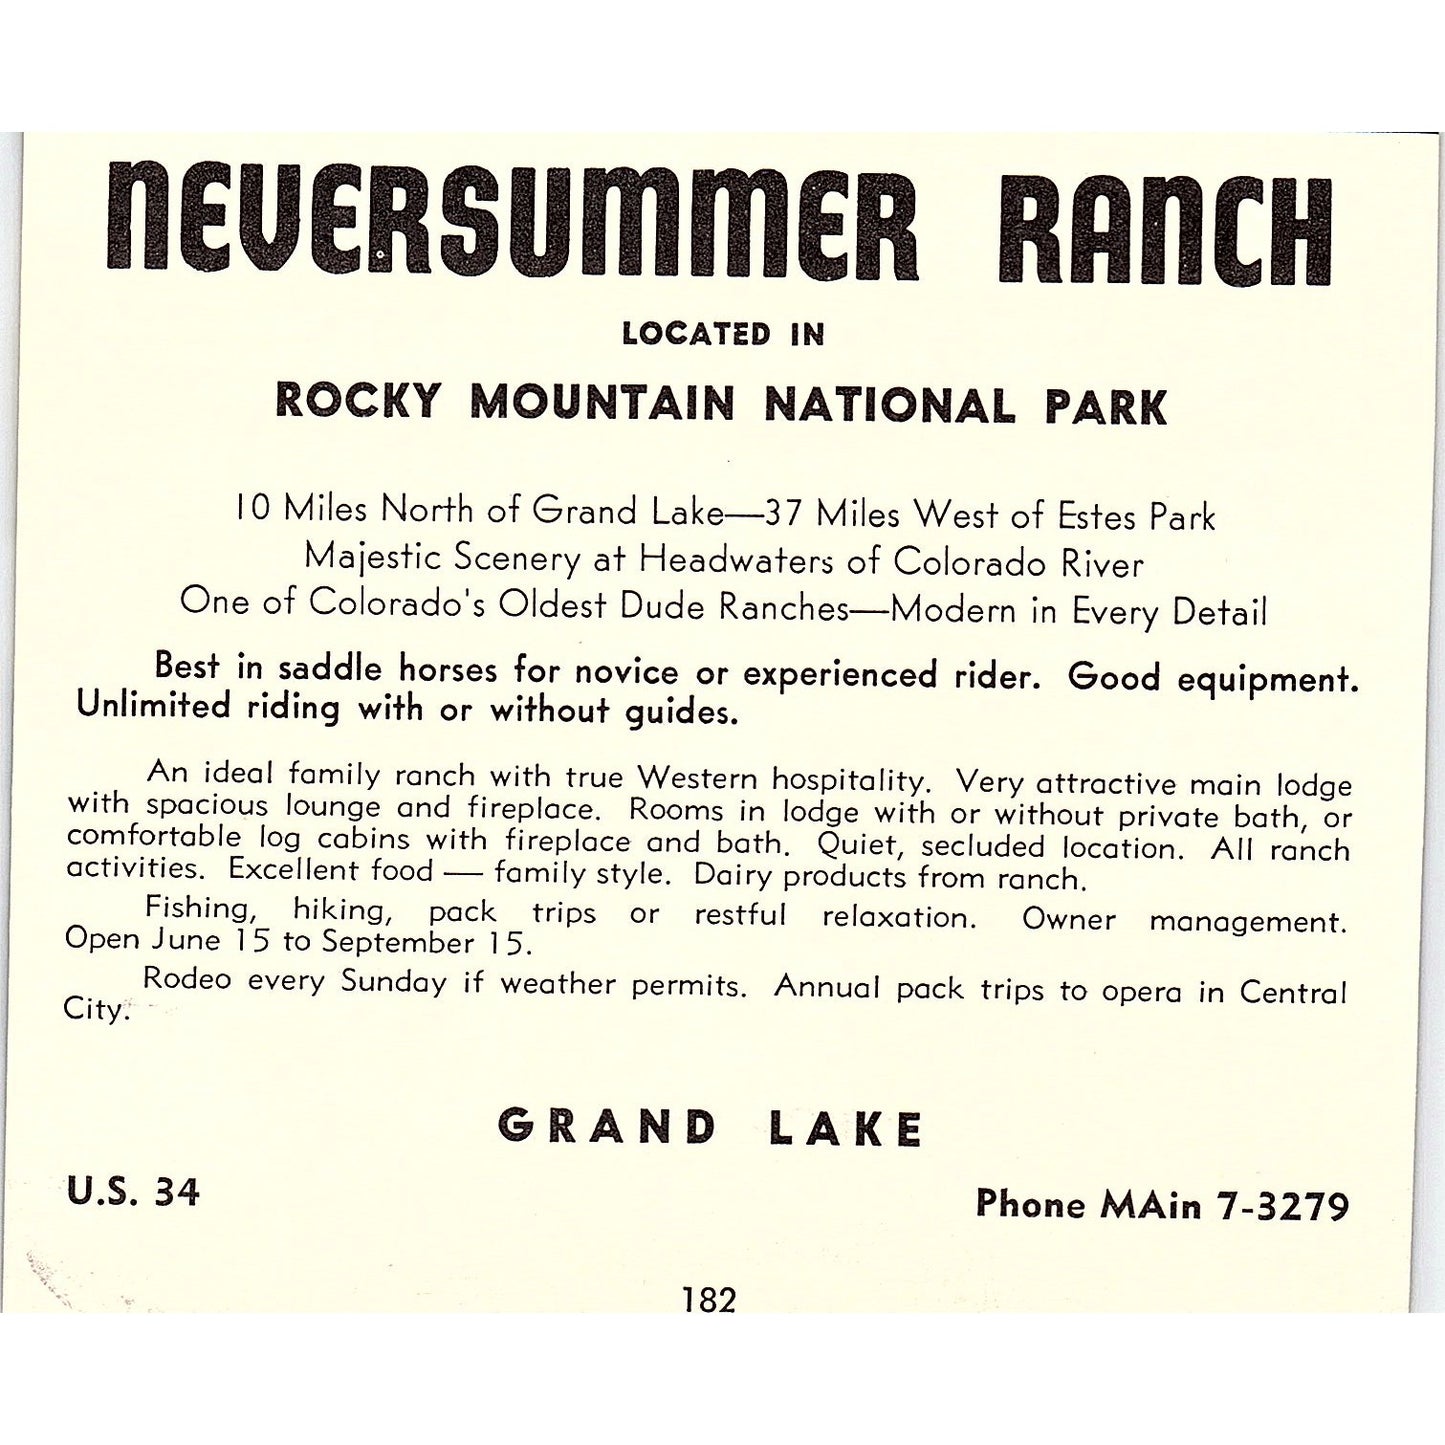 NEVERSUMMER RANCH
LOCATED IN
ROCKY MOUNTAIN NATIONAL PARK
10 Miles North of Grand Lake—37 Miles West of Estes Park
Majestic Scenery at Headwaters of Colorado River
One of Colorado's Oldest Dude Ranches—Modern in Every Detail
Best in saddle horses for novice or experienced rider. Good equipment.
Unlimited riding with or without guides.
An ideal family ranch with true Western hospitality. Very attractive main lodge
with spacious lounge and fireplace. Rooms in lodge with or without private bath, or
comfortable log cabins with fireplace and bath. Quiet, secluded location. All ranch
activities. Excellent food — family style. Dairy products from ranch.
Fishing, hiking, pack trips or restful relaxation. Owner management.
Open June 15 to September 15.
Rodeo every Sunday if weather permits. Annual pack trips to opera in Central
City.
GRAND LAKE
U.S. 34 Phone MAin 7-3279
182